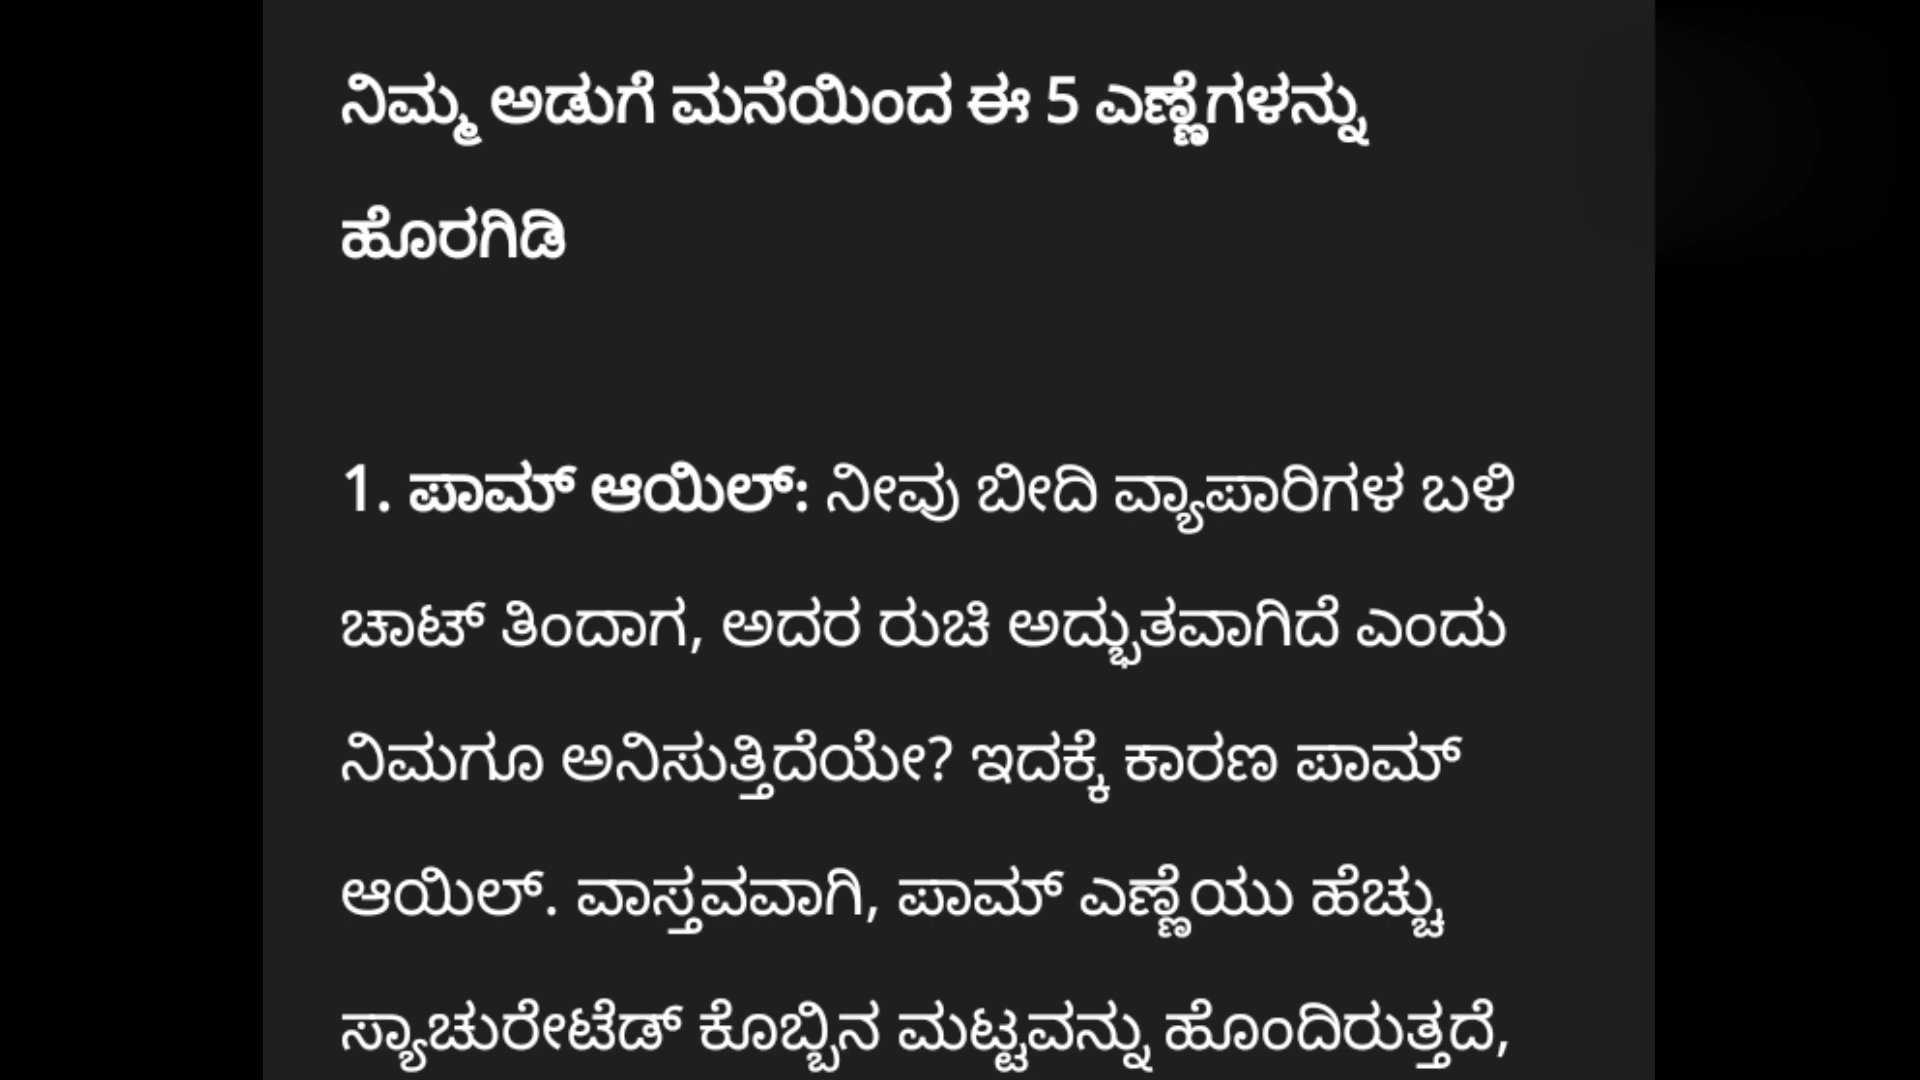 ನಿಮ್ಮ ಅಡುಗೆ ಮನೆಯಿಂದ ಈ 5 ಎಣ್ಣೆಗಳನ್ನು
ಹೊರಗಿಡಿ
1. ಪಾಮ್ ಆಯಿಲ್: ನೀವು ಬೀದಿ ವ್ಯಾಪಾರಿಗಳ ಬಳಿ
ಚಾಟ್ ತಿಂದಾಗ, ಅದರ ರುಚಿ ಅದ್ಭುತವಾಗಿದೆ ಎಂದು
ನಿಮಗೂ ಅನಿಸುತ್ತಿದೆಯೇ? ಇದಕ್ಕೆ ಕಾರಣ ಪಾಮ್
ಆಯಿಲ್. ವಾಸ್ತವವಾಗಿ, ಪಾಮ್ ಎಣ್ಣೆಯು ಹೆಚ್ಚು
ಸ್ಯಾಚುರೇಟೆಡ್ ಕೊಬ್ಬಿನ ಮಟ್ಟವನ್ನು ಹೊಂದಿರುತ್ತದೆ,